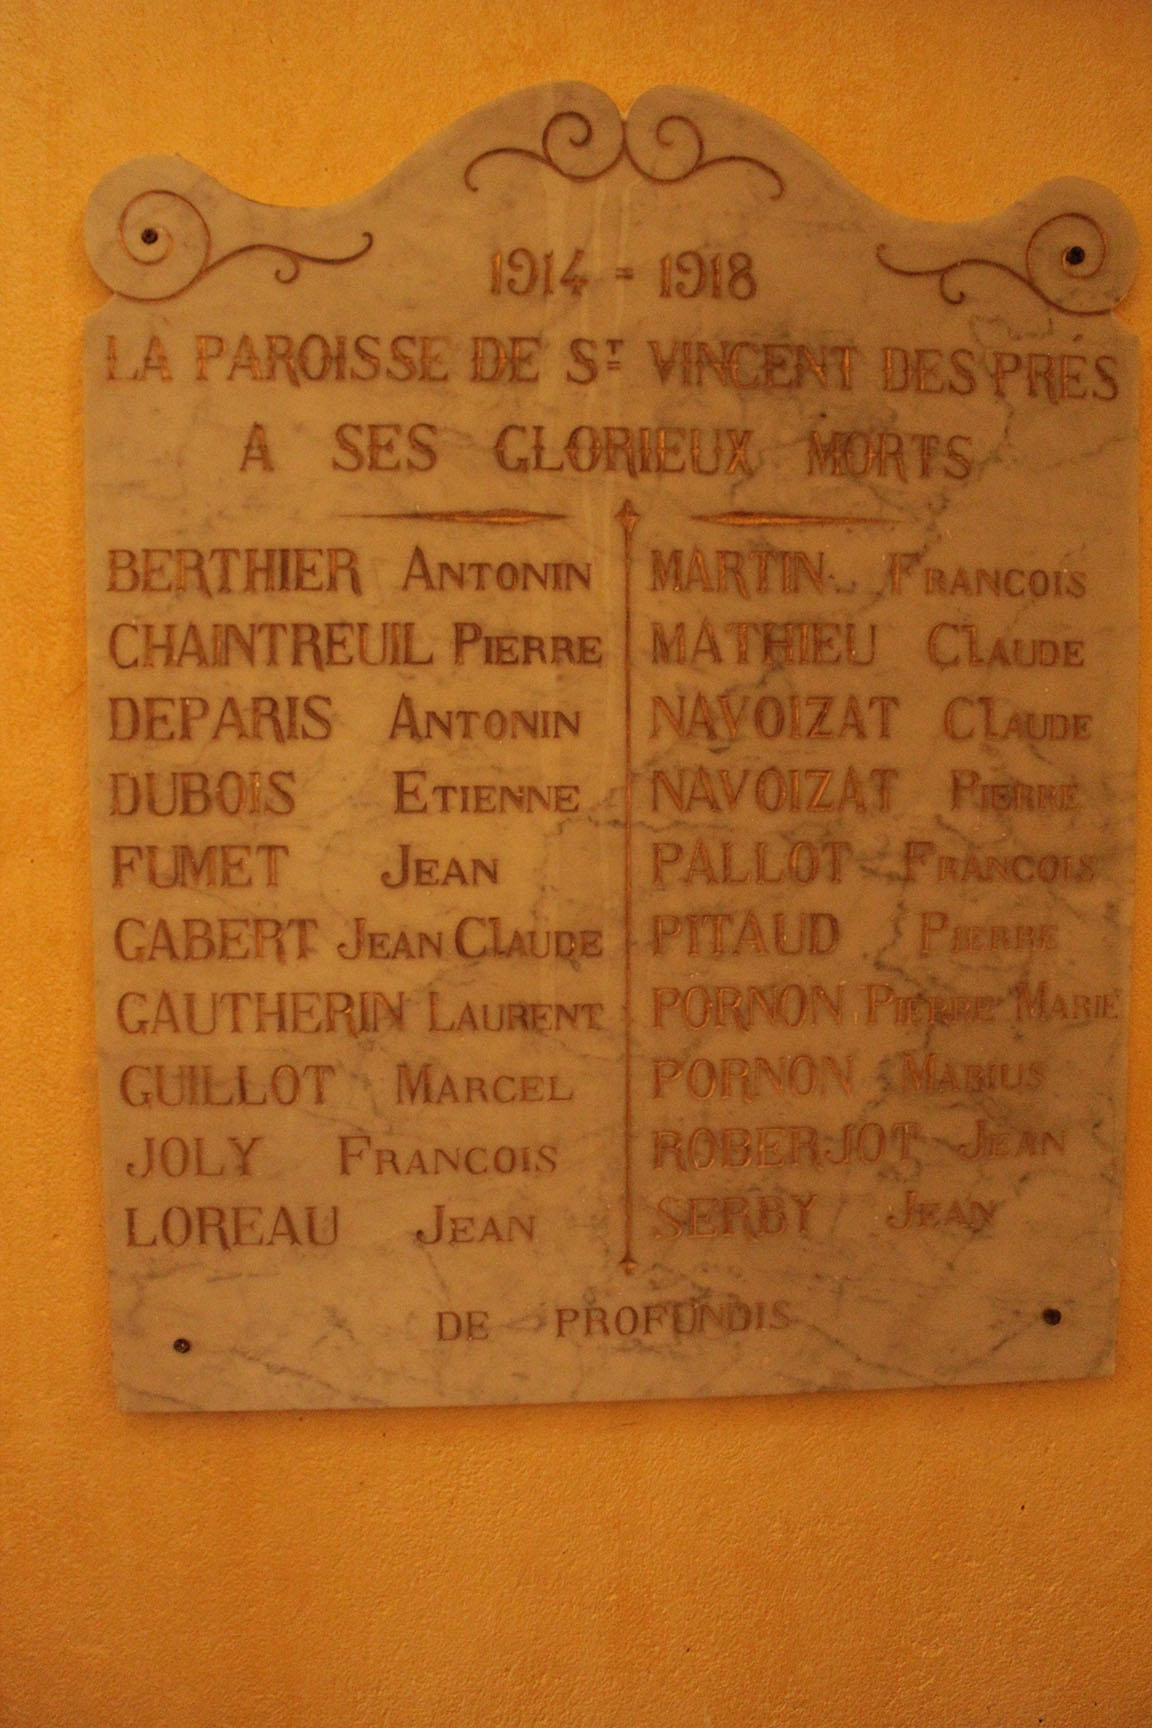 1914 = 1918
LA PAROISSE DE ST VINCENT DES PRÉS
A SES GLORIEUX MORTS
BERTHIER ANTONIN
CHAINTREUIL PIERRE
DEPARIS ANTONIN
DUBOIS ETIENNE
FUMET JEAN
GABERT JEAN CLAUDE
GAUTHERIN LAURENT
GUILLOT MARCEL
JOLY FRANCOIS
LOREAU JEAN
MARTIN FRANCOIS
MATHIEU CLAUDE
NAVOIZAT CLAUDE
NAVOIZAT PIERRE
PALLOT FRANCOIS
PITAUD PIERRE
PORNON PIERRE MARIE
PORNON MARIUS
ROBERJOT JEAN
SERBY JEAN
DE PROFUNDIS